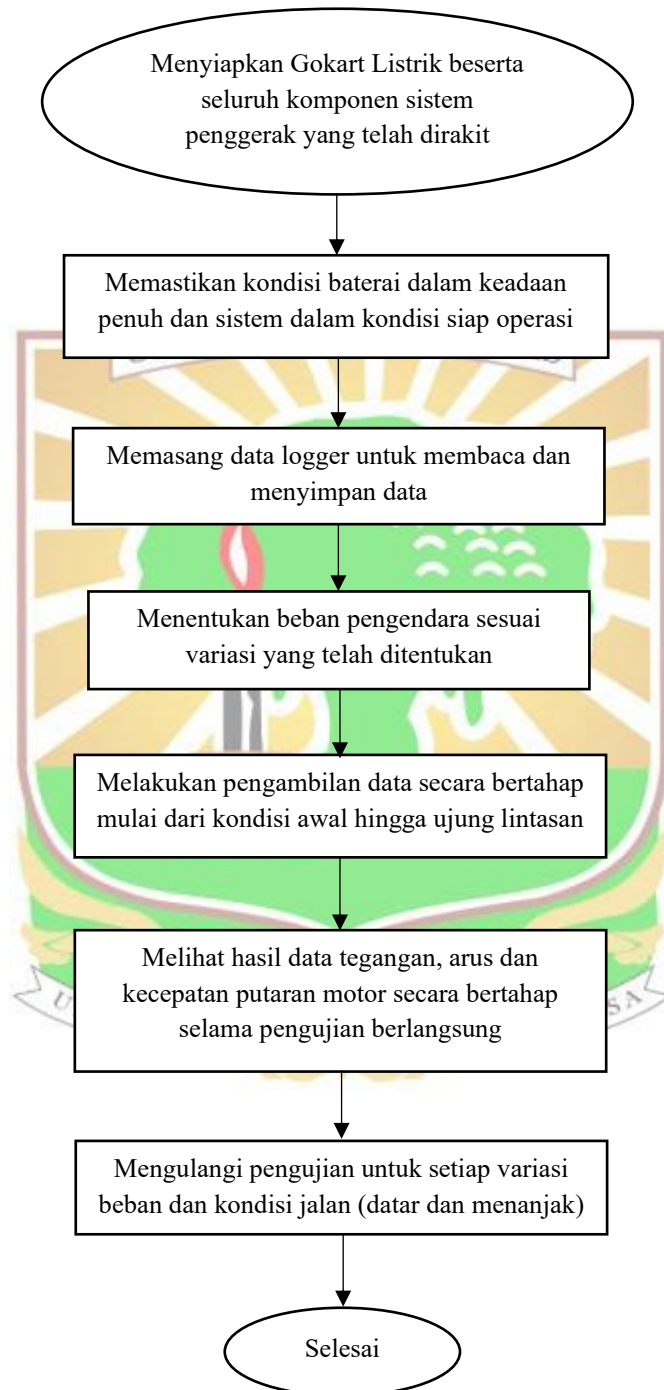 Menyiapkan Gokart Listrik beserta
seluruh komponen sistem
penggerak yang telah dirakit
Memastikan kondisi baterai dalam keadaan
penuh dan sistem dalam kondisi siap operasi
Memasang data logger untuk membaca dan
menyimpan data
Menentukan beban pengendara sesuai
variasi yang telah ditentukan
Melakukan pengambilan data secara bertahap
mulai dari kondisi awal hingga ujung lintasan
Melihat hasil data tegangan, arus dan
kecepatan putaran motor secara bertahap
selama pengujian berlangsung
Mengulangi pengujian untuk setiap variasi
beban dan kondisi jalan (datar dan menanjak)
Selesai